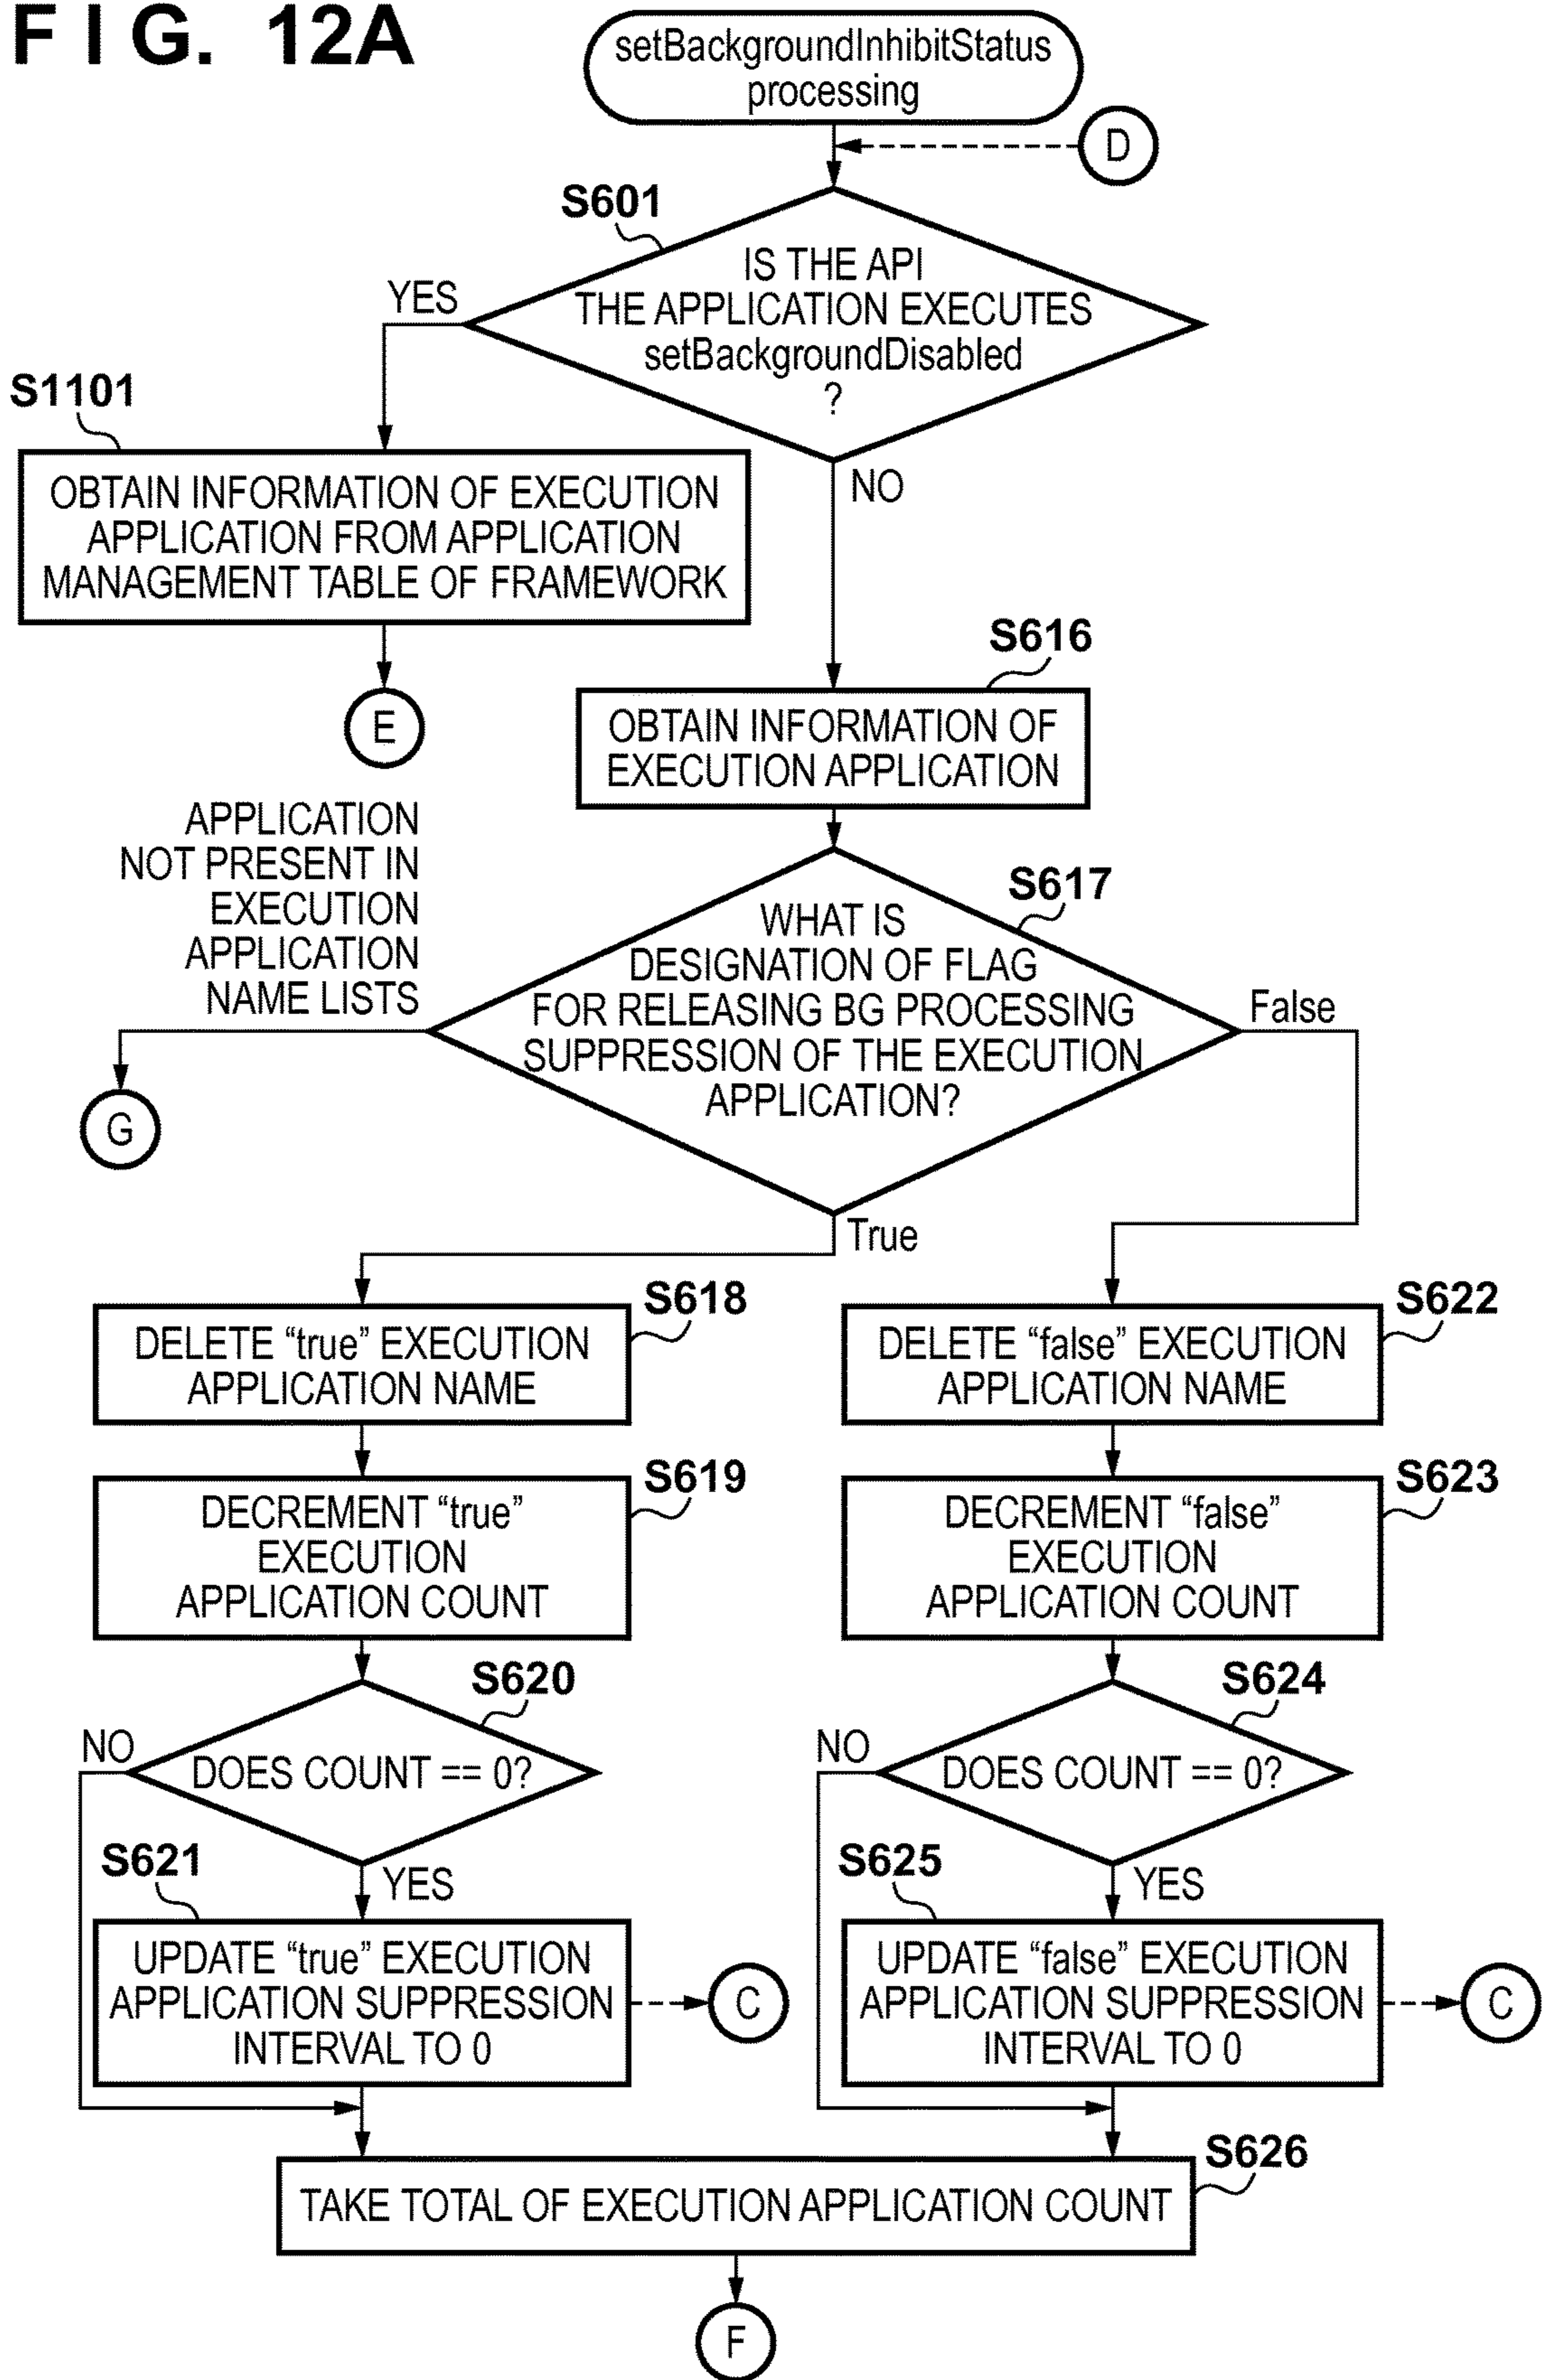 FIG. 12A
setBackgroundInhibitStatus
processing
D
S601
IS THE API
THE APPLICATION EXECUTES
setBackgroundDisabled
?
YES
NO
S1101
OBTAIN INFORMATION OF EXECUTION
APPLICATION FROM APPLICATION
MANAGEMENT TABLE OF FRAMEWORK
E
S616
OBTAIN INFORMATION OF
EXECUTION APPLICATION
S617
WHAT IS
DESIGNATION OF FLAG
FOR RELEASING BG PROCESSING
SUPPRESSION OF THE EXECUTION
APPLICATION?
APPLICATION
NOT PRESENT IN
EXECUTION
APPLICATION
NAME LISTS
G
False
True
S618
DELETE “true” EXECUTION
APPLICATION NAME
S622
DELETE “false” EXECUTION
APPLICATION NAME
S619
DECREMENT “true”
EXECUTION
APPLICATION COUNT
S623
DECREMENT “false”
EXECUTION
APPLICATION COUNT
S620
NO
DOES COUNT == 0?
YES
S624
NO
DOES COUNT == 0?
YES
S621
UPDATE “true” EXECUTION
APPLICATION SUPPRESSION
INTERVAL TO 0
C
S625
UPDATE “false” EXECUTION
APPLICATION SUPPRESSION
INTERVAL TO 0
C
S626
TAKE TOTAL OF EXECUTION APPLICATION COUNT
F